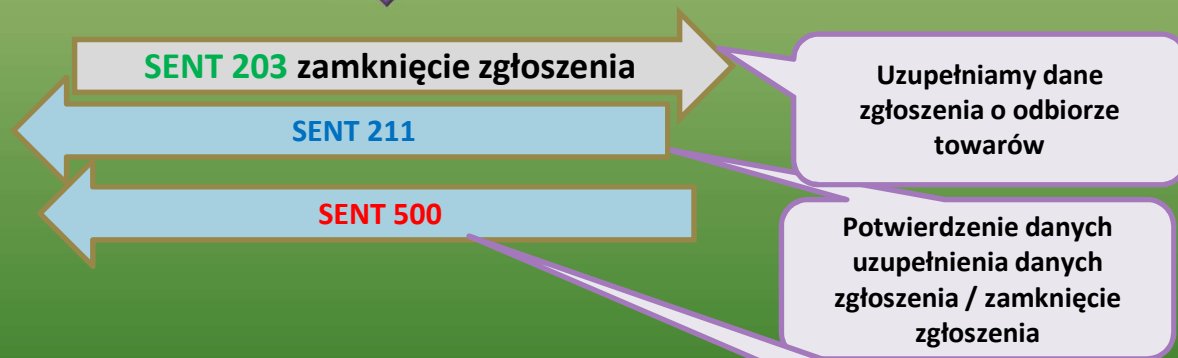 SENT 203 zamknięcie zgłoszenia
Uzupełniamy dane
zgłoszenia o odbiorze
towarów
SENT 211
SENT 500
Potwierdzenie danych
uzupełnienia danych
zgłoszenia / zamknięcie
zgłoszenia